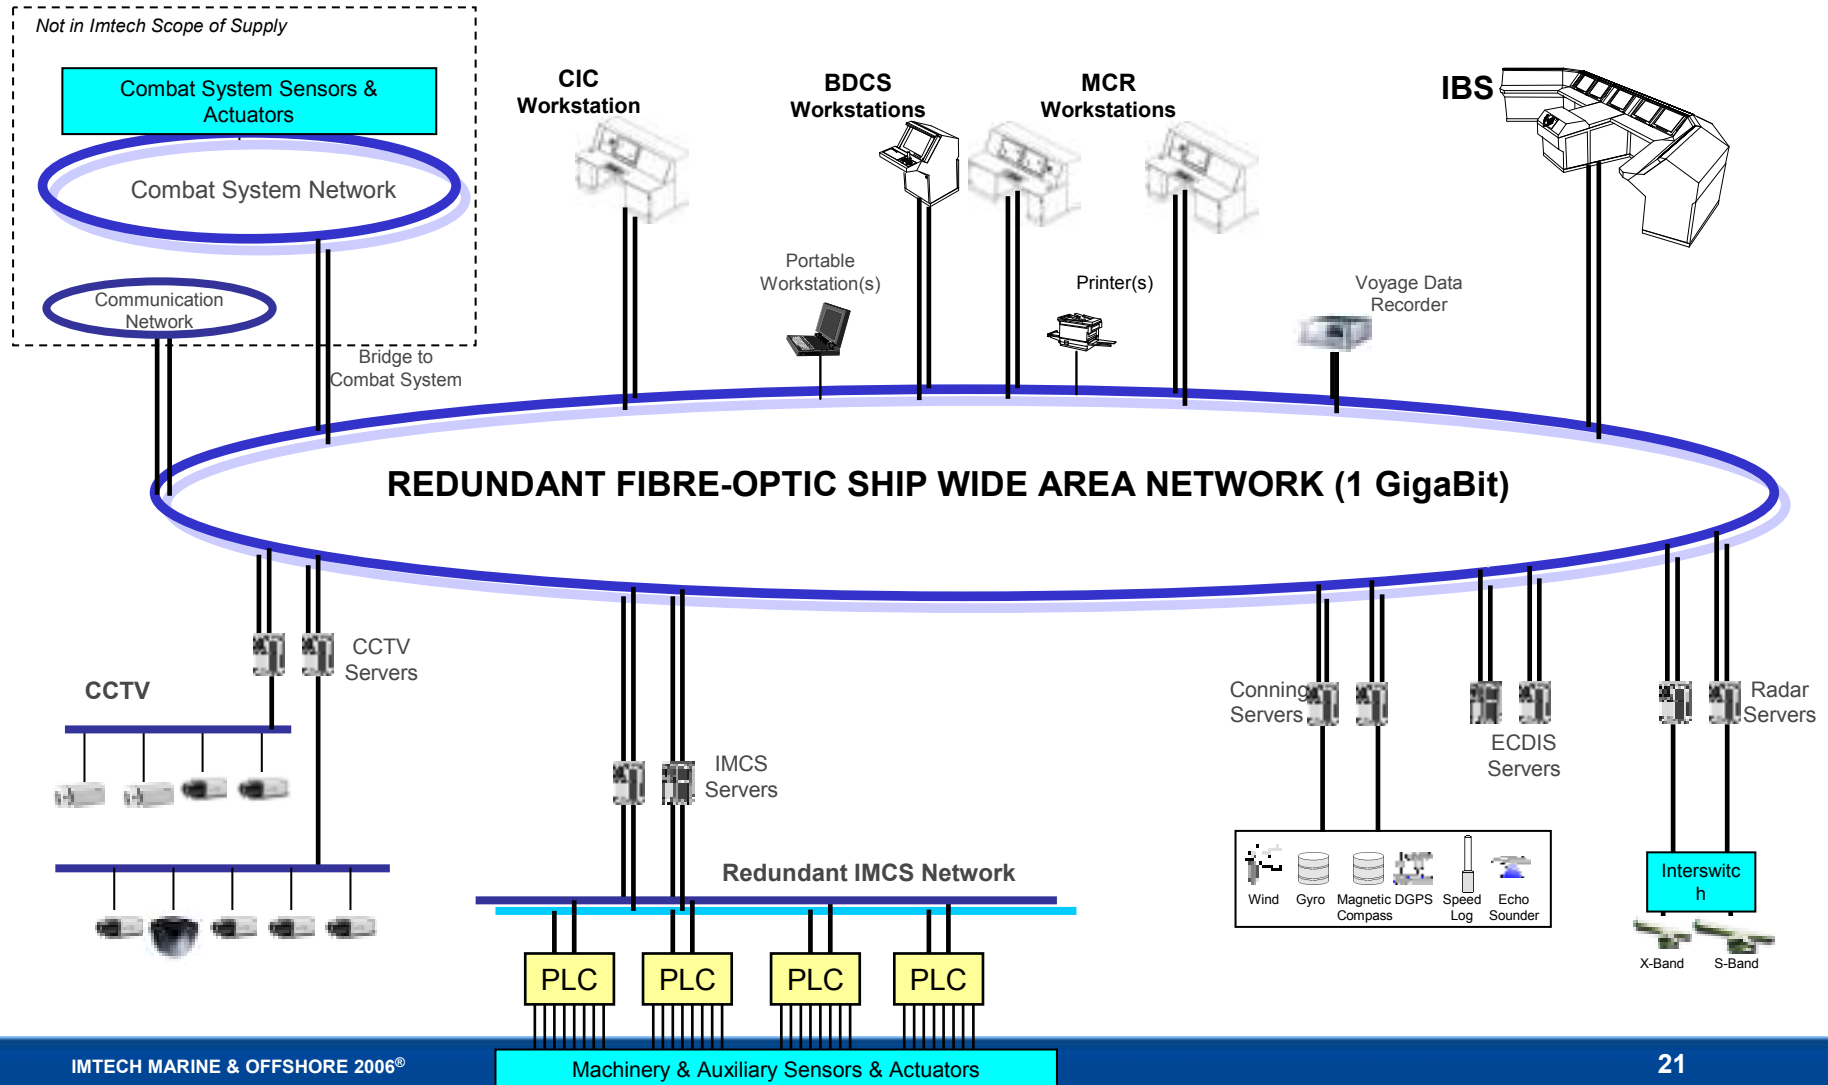 Not in Imtech Scope of Supply
Combat System Sensors &
Actuators
Combat System Network
Communication
Network
Bridge to
Combat System
CIC
Workstation
BDCS
Workstations
MCR
Workstations
IBS
Portable
Workstation(s)
Printer(s)
Voyage Data
Recorder
REDUNDANT FIBRE-OPTIC SHIP WIDE AREA NETWORK (1 GigaBit)
CCTV
Servers
CCTV
IMCS
Servers
Redundant IMCS Network
PLC
PLC
PLC
PLC
Machinery & Auxiliary Sensors & Actuators
Conning
Servers
ECDIS
Servers
Radar
Servers
Wind
Gyro
Magnetic
Compass
DGPS
Speed
Log
Echo
Sounder
Interswitc
h
X-Band
S-Band
IMTECH MARINE & OFFSHORE 2006®
21